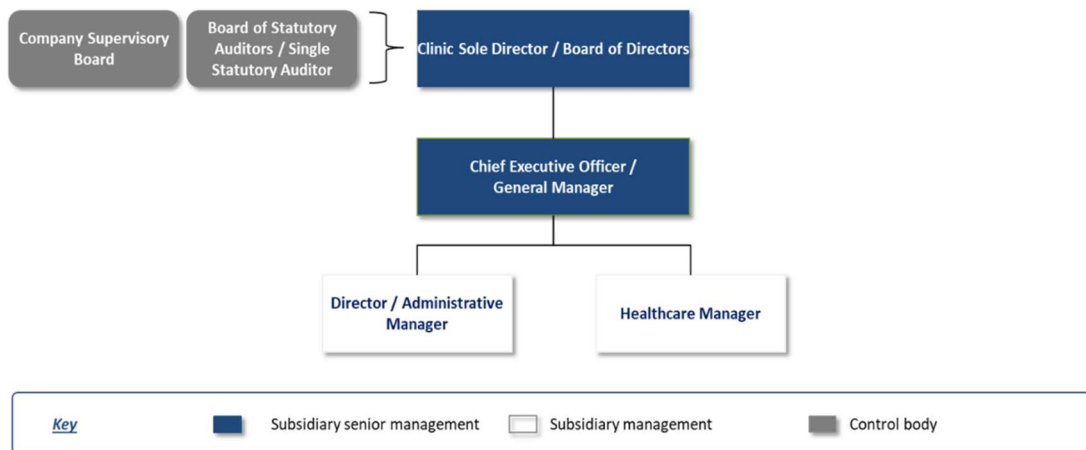 Company Supervisory
Board
Board of Statutory
Auditors / Single
Statutory Auditor
Clinic Sole Director / Board of Directors
Chief Executive Officer /
General Manager
Director / Administrative
Manager
Healthcare Manager
Key
Subsidiary senior management
Subsidiary management
Control body